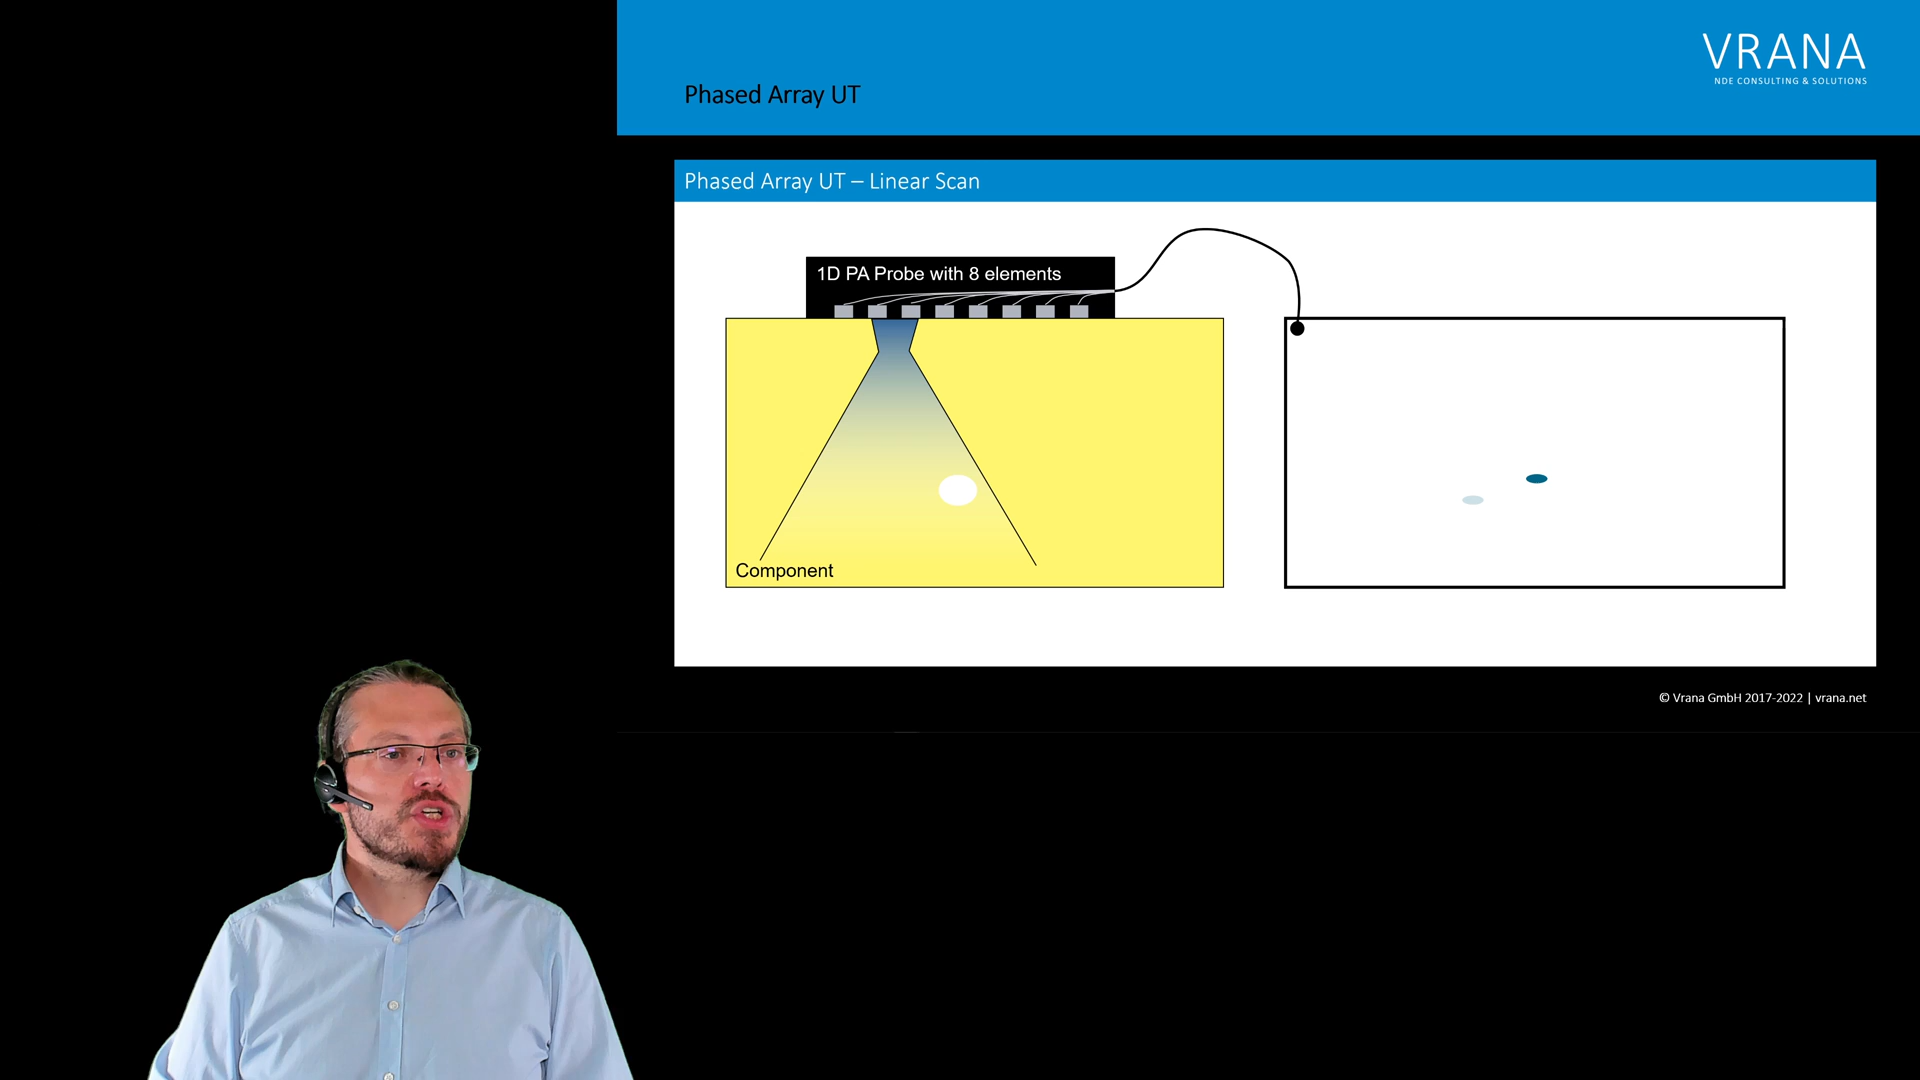 VRANA
NDE CONSULTING & SOLUTIONS
Phased Array UT
Phased Array UT – Linear Scan
1D PA Probe with 8 elements
Component
© Vrana GmbH 2017-2022 | vrana.net